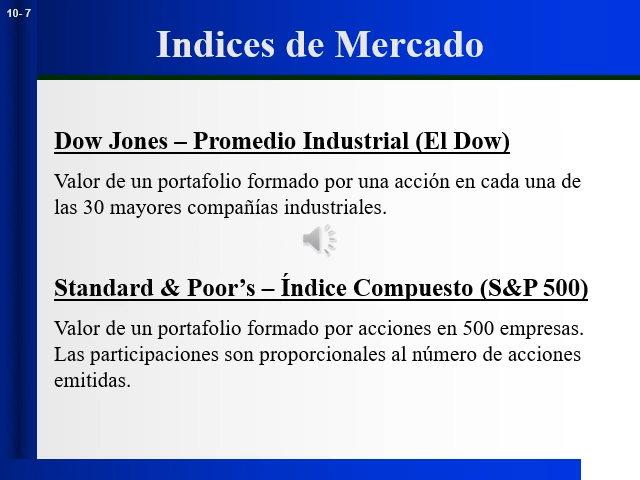 10- 7
Indices de Mercado
Dow Jones – Promedio Industrial (El Dow)
Valor de un portafolio formado por una acción en cada una de
las 30 mayores compañías industriales.
Standard & Poor’s – Índice Compuesto (S&P 500)
Valor de un portafolio formado por acciones en 500 empresas.
Las participaciones son proporcionales al número de acciones
emitidas.